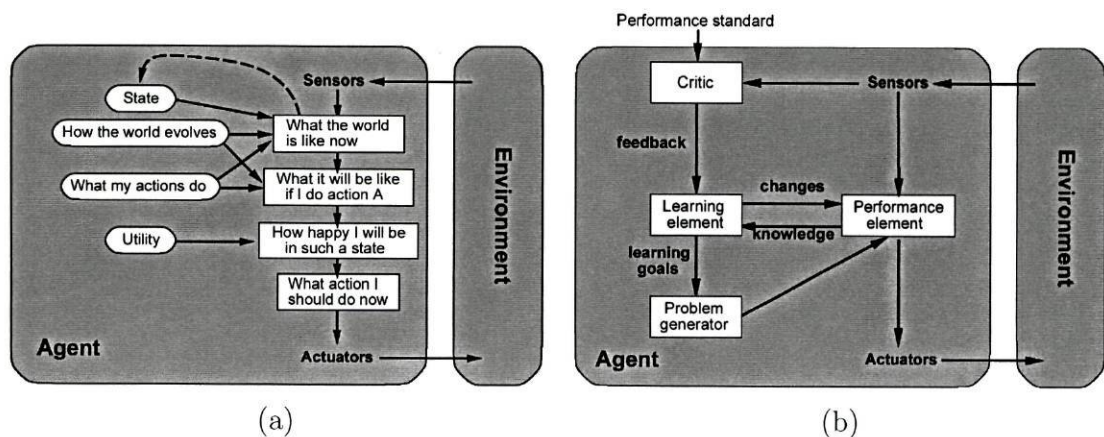 Sensors
State
How the world evolves
What the world
is like now
What my actions do
What it will be like
if I do action A
Utility
How happy I will be
in such a state
What action I
should do now
Agent
Actuators
Environment
(a)
Performance standard
Critic
Sensors
feedback
changes
Learning
element
Performance
element
knowledge
learning
goals
Problem
generator
Agent
Actuators
Environment
(b)